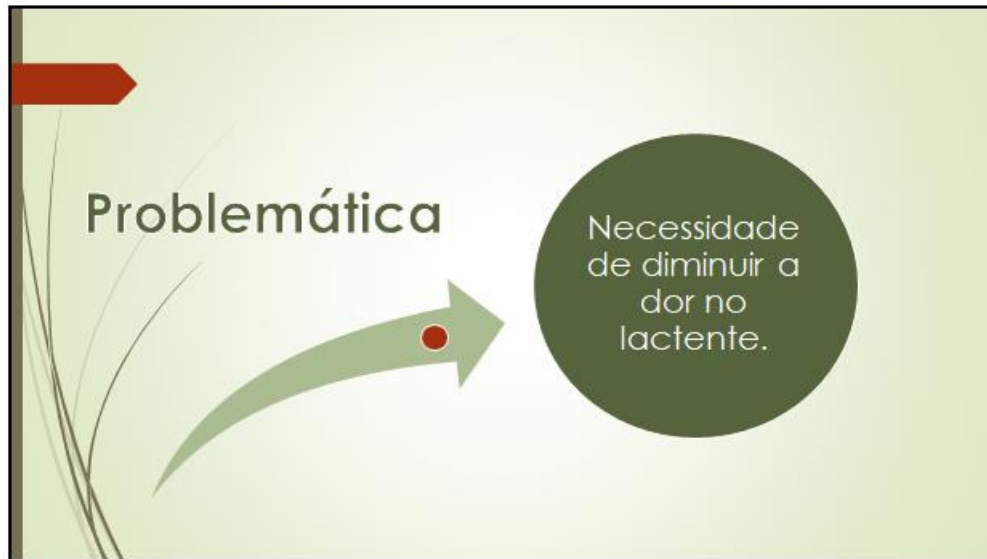 Problemática
Necessidade
de diminuir a
dor no
lactente.